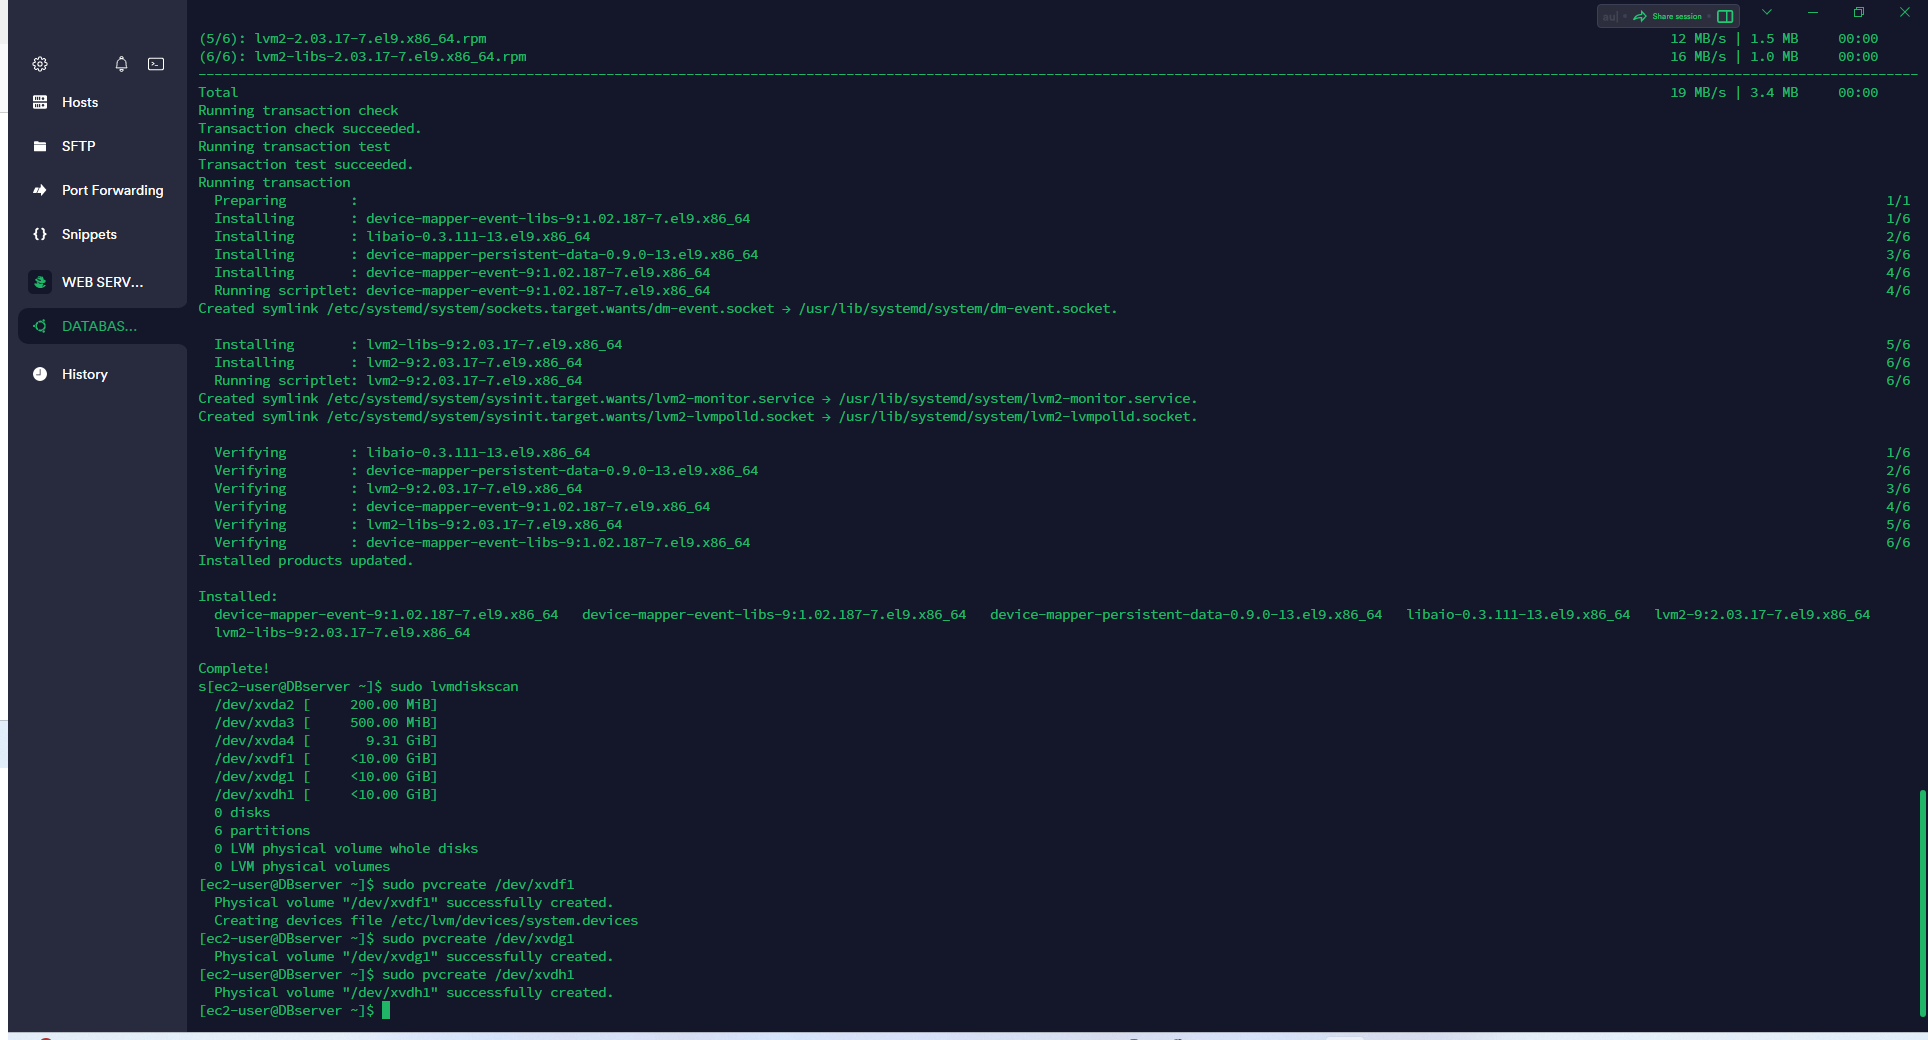 Share session
Hosts
SFTP
Port Forwarding
Snippets
WEB SERV...
DATABAS...
History
(5/6): lvm2-2.03.17-7.el9.x86_64.rpm 12 MB/s | 1.5 MB 00:00
(6/6): lvm2-libs-2.03.17-7.el9.x86_64.rpm 16 MB/s | 1.0 MB 00:00
--------------------------------------------------------------------------------
Total 19 MB/s | 3.4 MB 00:00
Running transaction check
Transaction check succeeded.
Running transaction test
Transaction test succeeded.
Running transaction
Preparing : 1/1
Installing : device-mapper-event-libs-9:1.02.187-7.el9.x86_64 1/6
Installing : libaio-0.3.111-13.el9.x86_64 2/6
Installing : device-mapper-persistent-data-0.9.0-13.el9.x86_64 3/6
Installing : device-mapper-event-9:1.02.187-7.el9.x86_64 4/6
Running scriptlet: device-mapper-event-9:1.02.187-7.el9.x86_64 4/6
Created symlink /etc/systemd/system/sockets.target.wants/dm-event.socket → /usr/lib/systemd/system/dm-event.socket.
Installing : lvm2-libs-9:2.03.17-7.el9.x86_64 5/6
Installing : lvm2-9:2.03.17-7.el9.x86_64 6/6
Running scriptlet: lvm2-9:2.03.17-7.el9.x86_64 6/6
Created symlink /etc/systemd/system/sysinit.target.wants/lvm2-monitor.service → /usr/lib/systemd/system/lvm2-monitor.service.
Created symlink /etc/systemd/system/sysinit.target.wants/lvm2-lvmpolld.socket → /usr/lib/systemd/system/lvm2-lvmpolld.socket.
Verifying : libaio-0.3.111-13.el9.x86_64 1/6
Verifying : device-mapper-persistent-data-0.9.0-13.el9.x86_64 2/6
Verifying : lvm2-9:2.03.17-7.el9.x86_64 3/6
Verifying : device-mapper-event-9:1.02.187-7.el9.x86_64 4/6
Verifying : lvm2-libs-9:2.03.17-7.el9.x86_64 5/6
Verifying : device-mapper-event-libs-9:1.02.187-7.el9.x86_64 6/6
Installed products updated.
Installed:
device-mapper-event-9:1.02.187-7.el9.x86_64 device-mapper-event-libs-9:1.02.187-7.el9.x86_64 device-mapper-persistent-data-0.9.0-13.el9.x86_64 libaio-0.3.111-13.el9.x86_64 lvm2-9:2.03.17-7.el9.x86_64
lvm2-libs-9:2.03.17-7.el9.x86_64
Complete!
s[ec2-user@DBserver ~]$ sudo lvmdiskscan
/dev/xvda2 [ 200.00 MiB]
/dev/xvda3 [ 500.00 MiB]
/dev/xvda4 [ 9.31 GiB]
/dev/xvdf1 [ <10.00 GiB]
/dev/xvdg1 [ <10.00 GiB]
/dev/xvdh1 [ <10.00 GiB]
0 disks
6 partitions
0 LVM physical volume whole disks
0 LVM physical volumes
[ec2-user@DBserver ~]$ sudo pvcreate /dev/xvdf1
Physical volume "/dev/xvdf1" successfully created.
Creating devices file /etc/lvm/devices/system.devices
[ec2-user@DBserver ~]$ sudo pvcreate /dev/xvdg1
Physical volume "/dev/xvdg1" successfully created.
[ec2-user@DBserver ~]$ sudo pvcreate /dev/xvdh1
Physical volume "/dev/xvdh1" successfully created.
[ec2-user@DBserver ~]$